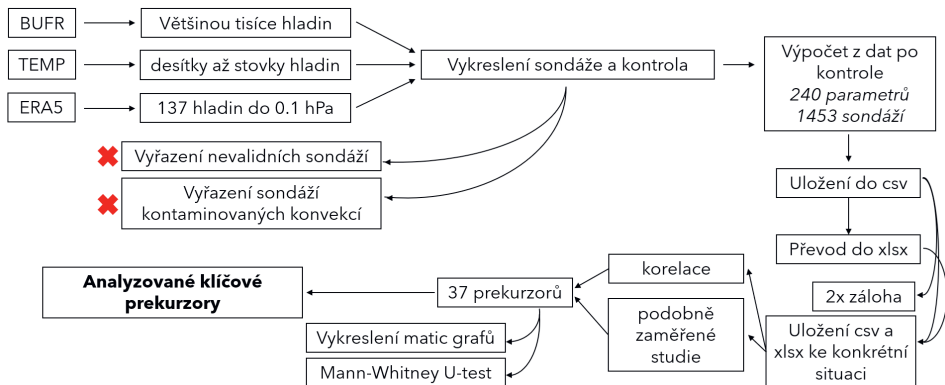 BUFR
Většinou tisíce hladin
TEMP
desítky až stovky hladin
ERA5
137 hladin do 0.1 hPa
Vykreslení sondáže a kontrola
Výpočet z dat po
kontrole
240 parametrů
1453 sondáží
Vyřazení nevalidních sondáží
Vyřazení sondáží
kontaminovaných konvekcí
Uložení do csv
Převod do xlsx
2x záloha
Uložení csv a
xlsx ke konkrétní
situaci
korelace
podobně
zaměřené
studie
37 prekurzorů
Analyzované klíčové
prekurzory
Vykreslení matic grafů
Mann-Whitney U-test